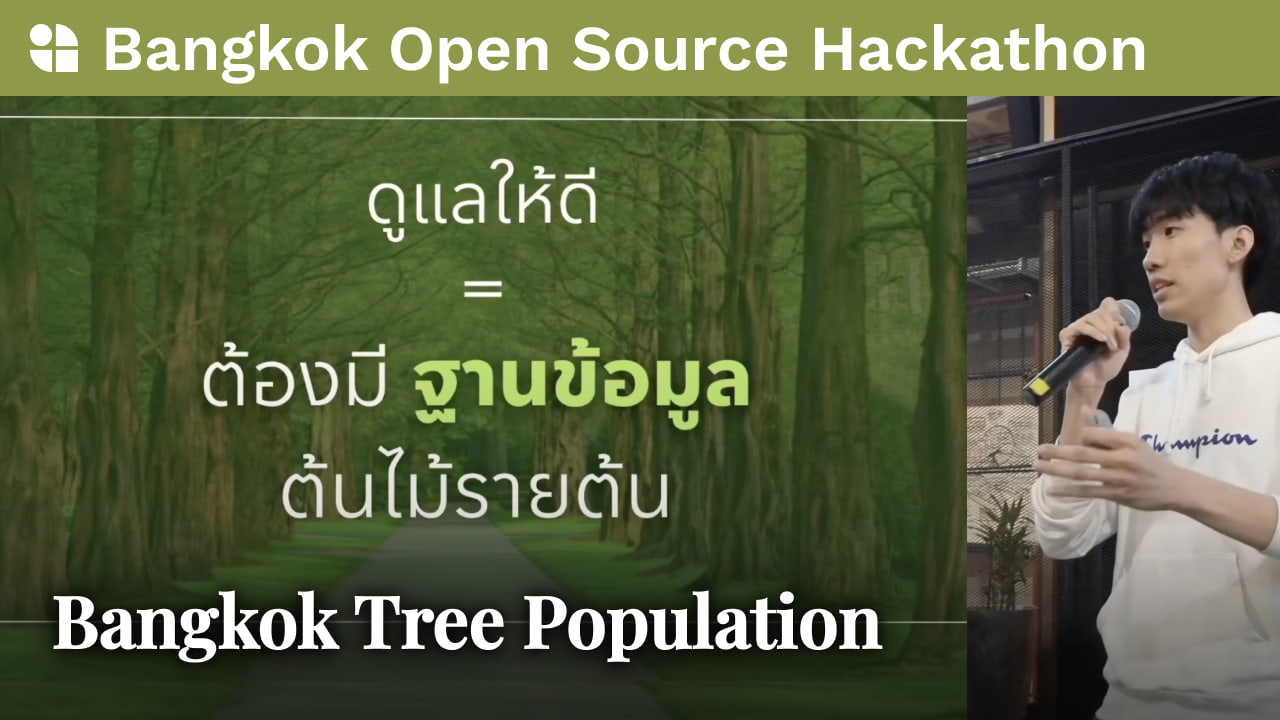 Bangkok Open Source Hackathon
ดูแลให้ดี
=
ต้องมี ฐานข้อมูล
ต้นไม้รายต้น
Bangkok Tree Population
Champion